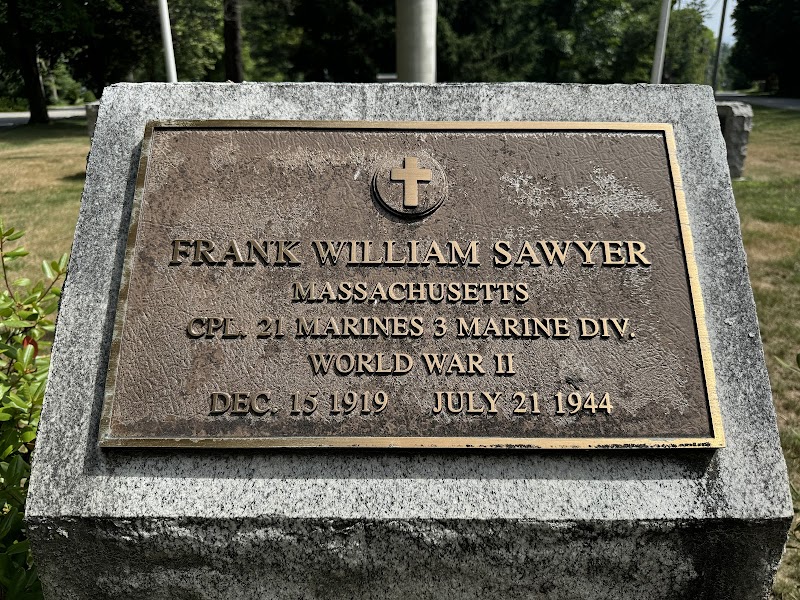 FRANK WILLIAM SAWYER
MASSACHUSETTS
CPL. 21 MARINES 3 MARINE DIV.
WORLD WAR II
DEC. 15 1919 JULY 21 1944